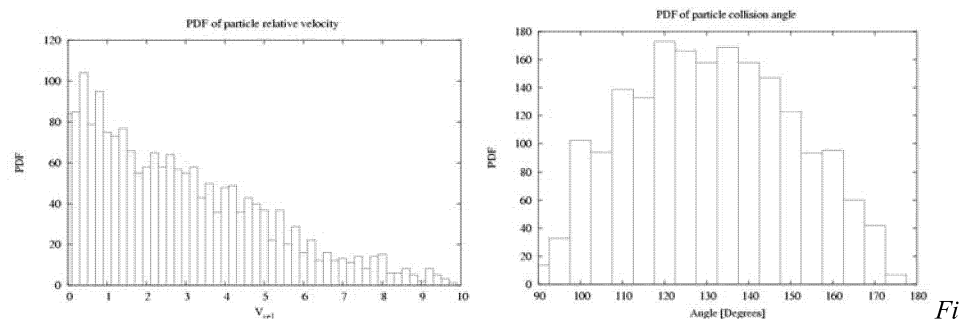 PDF of particle relative velocity
120
100
80
60
40
20
0
PDF
0 1 2 3 4 5 6 7 8 9 10
V_rel
PDF of particle collision angle
180
160
140
120
100
80
60
40
20
0
PDF
90 100 110 120 130 140 150 160 170 180
Angle [Degrees]
Fi